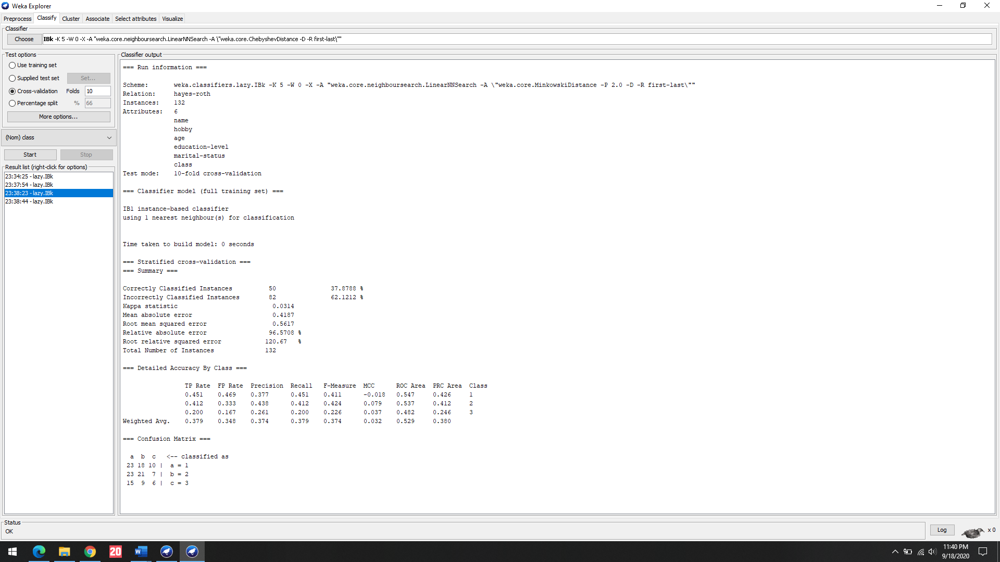 Weka Explorer
Preprocess Classify Cluster Associate Select attributes Visualize
Classifier
Choose IBk -K 5 -W 0 -X -A "weka.core.neighboursearch.LinearNNSearch -A \"weka.core.ChebyshevDistance -D -R first-last\""
Test options
Use training set
Supplied test set Set...
Cross-validation Folds 10
Percentage split % 66
More options...
(Nom) class
Start Stop
Result list (right-click for options)
23:34:25 - lazy.IBk
23:37:54 - lazy.IBk
23:38:23 - lazy.IBk
23:38:44 - lazy.IBk
Classifier output
=== Run information ===
Scheme: weka.classifiers.lazy.IBk -K 5 -W 0 -X -A "weka.core.neighboursearch.LinearNNSearch -A \"weka.core.MinkowskiDistance -P 2.0 -D -R first-last\""
Relation: hayes-roth
Instances: 132
Attributes: 6
name
hobby
age
education-level
marital-status
class
Test mode: 10-fold cross-validation
=== Classifier model (full training set) ===
IB1 instance-based classifier
using 1 nearest neighbour(s) for classification
Time taken to build model: 0 seconds
=== Stratified cross-validation ===
=== Summary ===
Correctly Classified Instances 50 37.8788 %
Incorrectly Classified Instances 82 62.1212 %
Kappa statistic 0.0314
Mean absolute error 0.4187
Root mean squared error 0.5617
Relative absolute error 96.5708 %
Root relative squared error 120.67 %
Total Number of Instances 132
=== Detailed Accuracy By Class ===
TP Rate FP Rate Precision Recall F-Measure MCC ROC Area PRC Area Class
0.451 0.469 0.377 0.451 0.411 -0.018 0.547 0.426 1
0.412 0.333 0.438 0.412 0.424 0.079 0.537 0.412 2
0.200 0.167 0.261 0.200 0.226 0.037 0.482 0.246 3
Weighted Avg. 0.379 0.348 0.374 0.379 0.374 0.032 0.529 0.380
=== Confusion Matrix ===
a b c <-- classified as
23 18 10 | a = 1
23 21 7 | b = 2
15 9 6 | c = 3
Status
OK
Log x 0
20
W
11:40 PM
9/18/2020